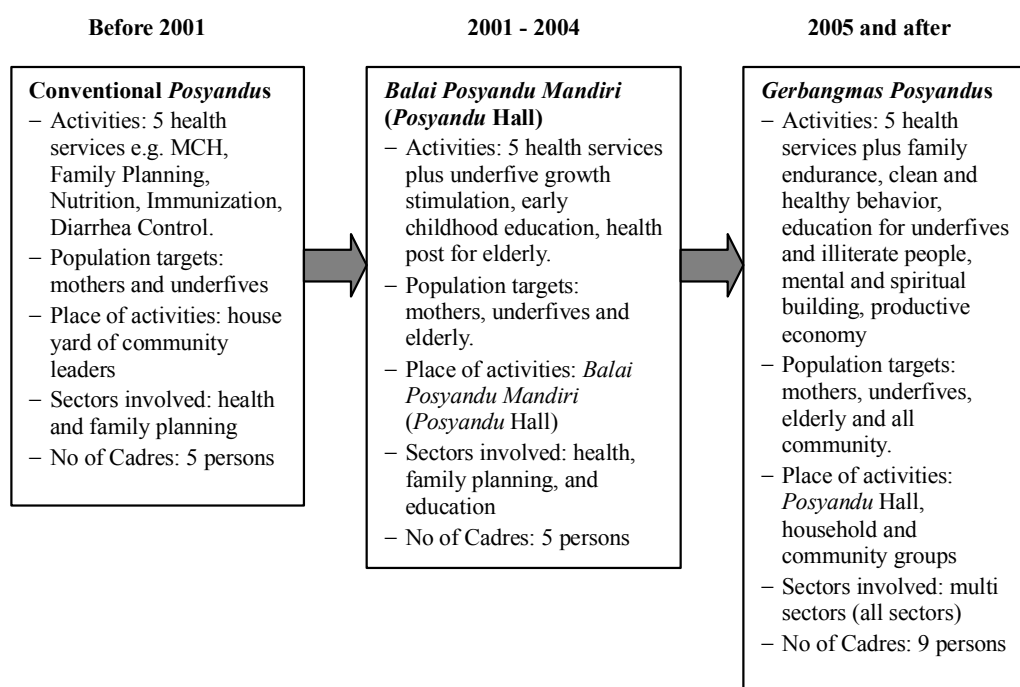 Before 2001
2001 - 2004
2005 and after
Conventional Posyandus
– Activities: 5 health
services e.g. MCH,
Family Planning,
Nutrition, Immunization,
Diarrhea Control.
– Population targets:
mothers and underfives
– Place of activities: house
yard of community
leaders
– Sectors involved: health
and family planning
– No of Cadres: 5 persons
Balai Posyandu Mandiri
(Posyandu Hall)
– Activities: 5 health services
plus underfive growth
stimulation, early
childhood education, health
post for elderly.
– Population targets:
mothers, underfives and
elderly.
– Place of activities: Balai
Posyandu Mandiri
(Posyandu Hall)
– Sectors involved: health,
family planning, and
education
– No of Cadres: 5 persons
Gerbangmas Posyandus
– Activities: 5 health
services plus family
endurance, clean and
healthy behavior,
education for underfives
and illiterate people,
mental and spiritual
building, productive
economy
– Population targets:
mothers, underfives,
elderly and all
community.
– Place of activities:
Posyandu Hall,
household and
community groups
– Sectors involved: multi
sectors (all sectors)
– No of Cadres: 9 persons